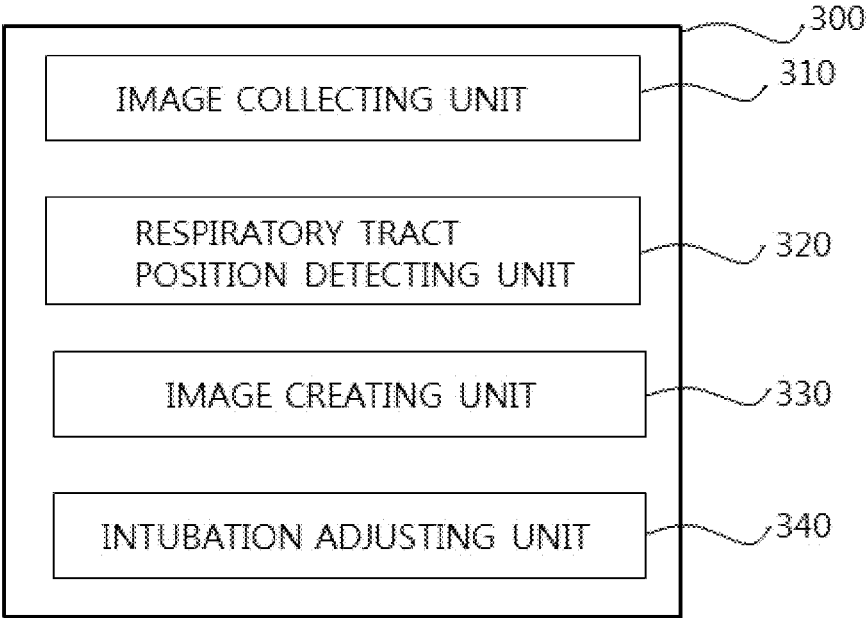 300
IMAGE COLLECTING UNIT
310
RESPIRATORY TRACT
POSITION DETECTING UNIT
320
IMAGE CREATING UNIT
330
INTUBATION ADJUSTING UNIT
340